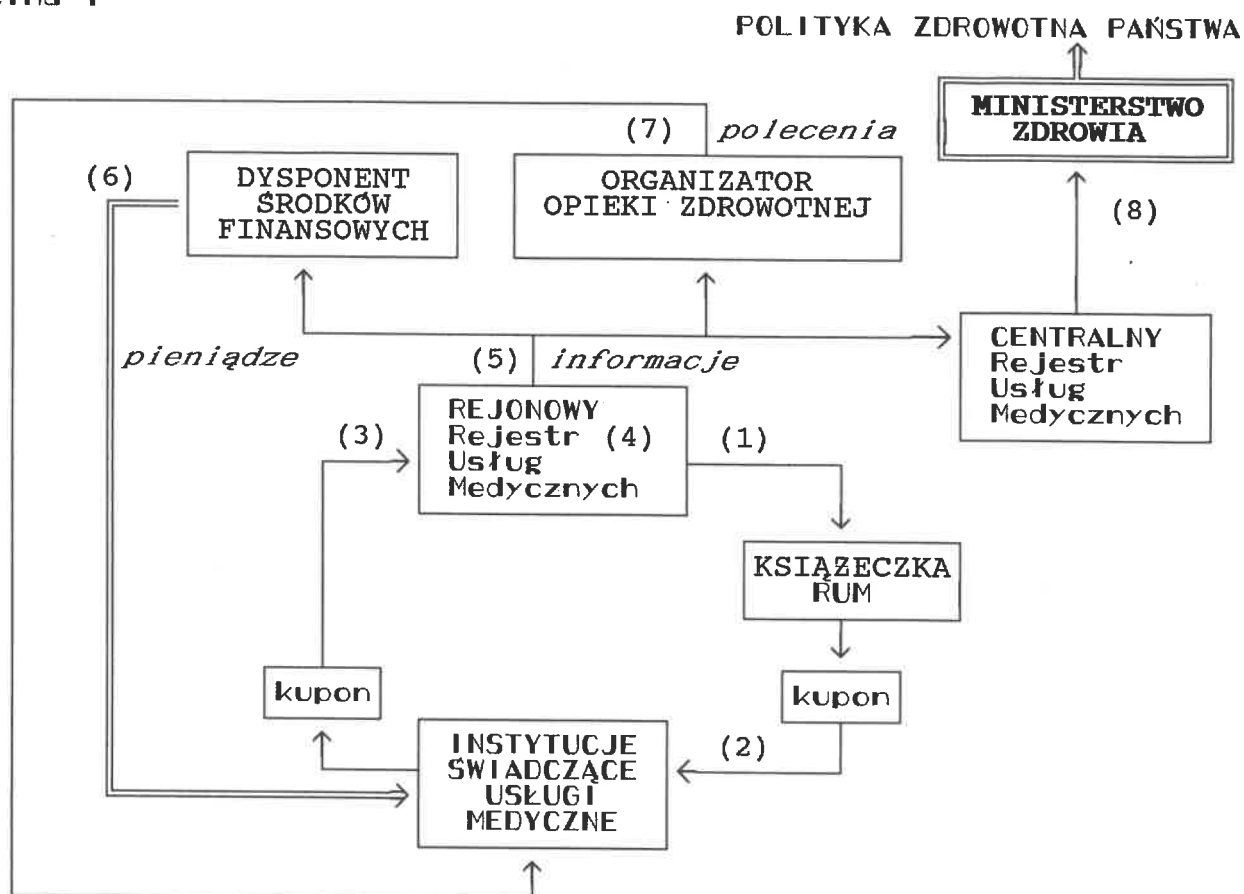 POLITYKA ZDROWOTNA PAŃSTWA
MINISTERSTWO
ZDROWIA
(7) polecenia
(6)
DYSPONENT
ŚRODKÓW
FINANSOWYCH
ORGANIZATOR
OPIEKI ZDROWOTNEJ
(8)
pieniądze
(5) informacje
CENTRALNY
Rejestr
Usług
Medycznych
(3)
REJONOWY
Rejestr (4)
Usług
Medycznych
(1)
KSIĄŻECZKA
RUM
kupon
kupon
(2)
INSTYTUCJE
ŚWIADCZĄCE
USŁUGI
MEDYCZNE